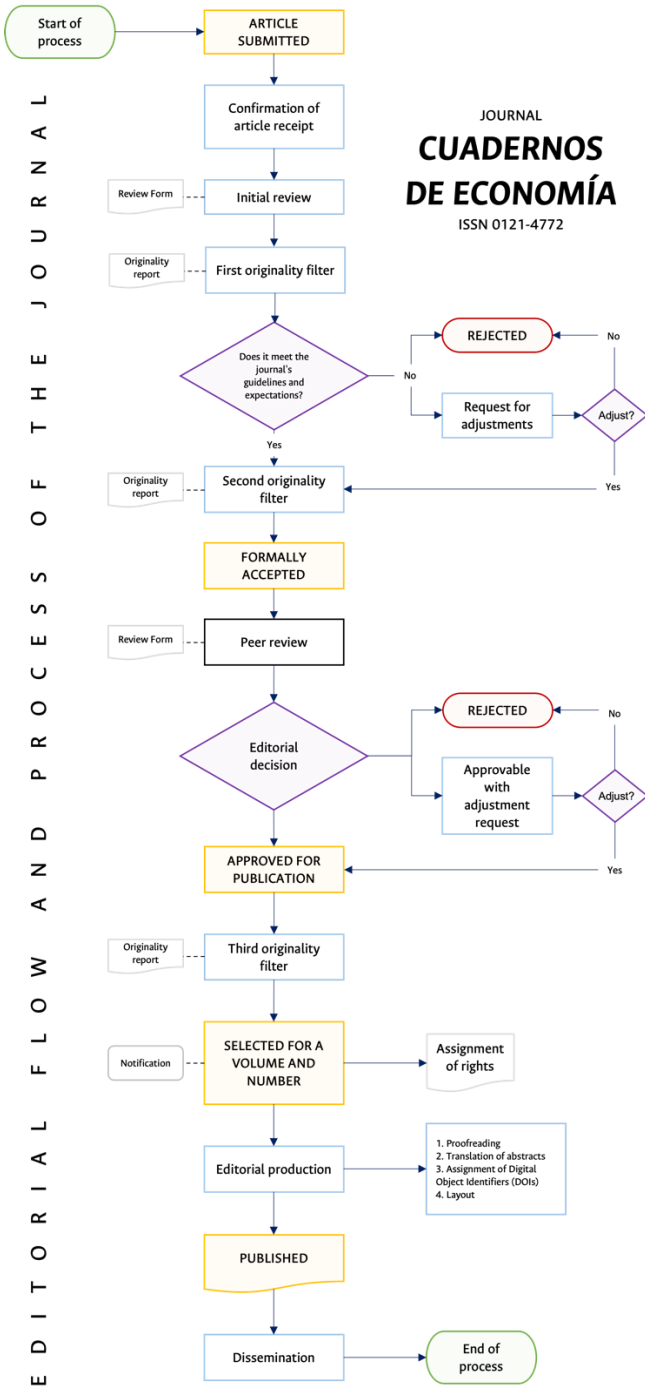 Start of
process
ARTICLE
SUBMITTED
Confirmation of
article receipt
JOURNAL
CUADERNOS
DE ECONOMÍA
ISSN 0121-4772
Review Form
Initial review
Originality
report
First originality filter
Does it meet the
journal's
guidelines and
expectations?
No
REJECTED
No
Request for
adjustments
Adjust?
Yes
Yes
Originality
report
Second originality
filter
FORMALLY
ACCEPTED
Review Form
Peer review
Editorial
decision
REJECTED
No
Approvable
with
adjustment
request
Adjust?
Yes
APPROVED FOR
PUBLICATION
Originality
report
Third originality
filter
Notification
SELECTED FOR A
VOLUME AND
NUMBER
Assignment
of rights
Editorial production
1. Proofreading
2. Translation of abstracts
3. Assignment of Digital
Object Identifiers (DOIs)
4. Layout
PUBLISHED
Dissemination
End of
process
EDITORIAL FLOW AND PROCESS OF THE JOURNAL